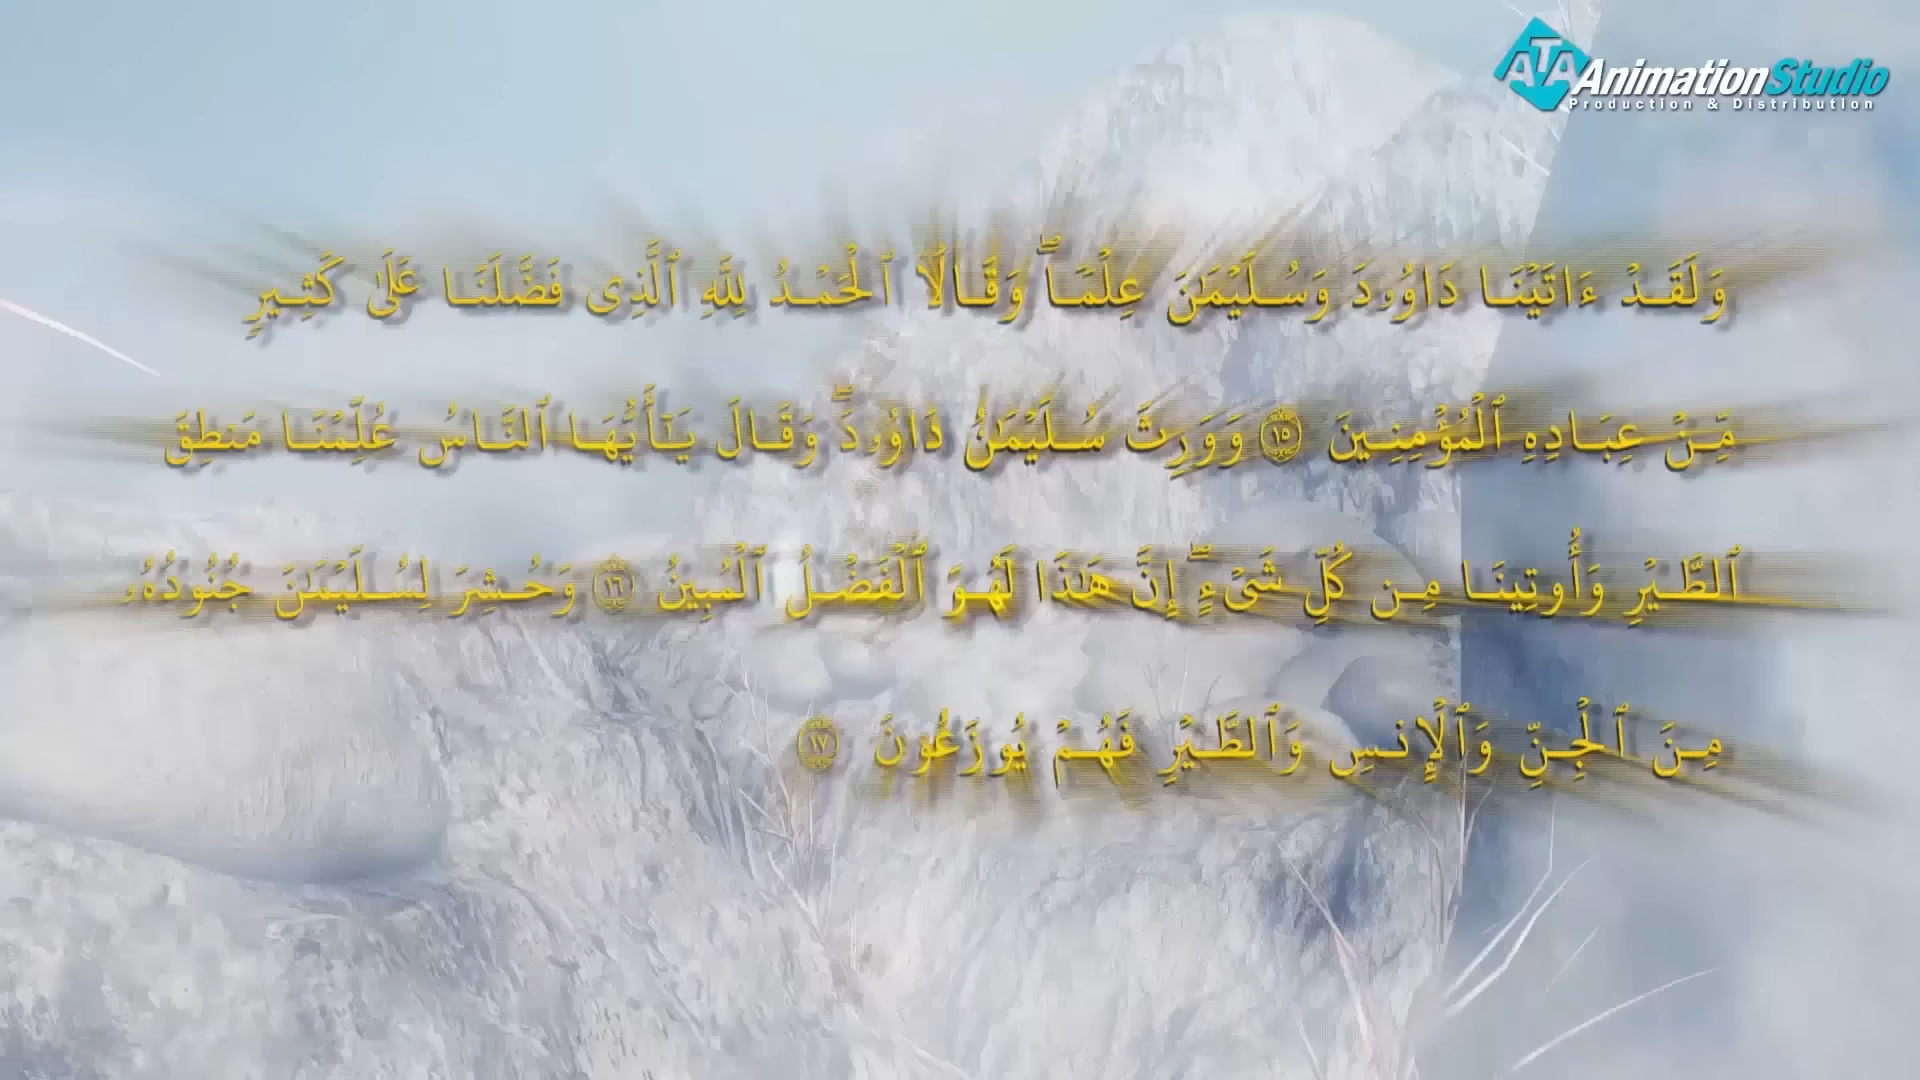 ATA AnimationStudio
Production & Distribution
وَلَقَدْ ءَاتَيْنَا دَاوُۥدَ وَسُلَيْمَٰنَ عِلْمًاۖ وَقَالَا ٱلْحَمْدُ لِلَّهِ ٱلَّذِى فَضَّلَنَا عَلَىٰ كَثِيرٍ
مِّنْ عِبَادِهِ ٱلْمُؤْمِنِينَ ١٥ وَوَرِثَ سُلَيْمَٰنُ دَاوُۥدَۖ وَقَالَ يَٰٓأَيُّهَا ٱلنَّاسُ عُلِّمْنَا مَنطِقَ
ٱلطَّيْرِ وَأُوتِينَا مِن كُلِّ شَىْءٍۖ إِنَّ هَٰذَا لَهُوَ ٱلْفَضْلُ ٱلْمُبِينُ ١٦ وَحُشِرَ لِسُلَيْمَٰنَ جُنُودُهُۥ
مِنَ ٱلْجِنِّ وَٱلْإِنسِ وَٱلطَّيْرِ فَهُمْ يُوزَعُونَ ١٧